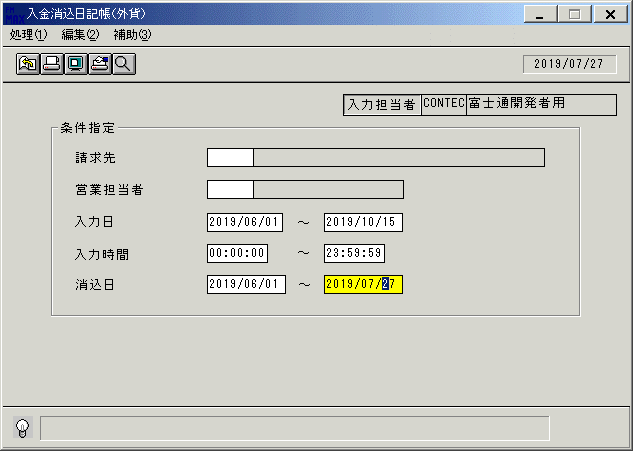 入金消込日記帳(外貨)
処理(1) 編集(2) 補助(3)
2019/07/27
入力担当者 CONTEC 富士通開発者用
条件指定
請求先
営業担当者
入力日 2019/06/01 ～ 2019/10/15
入力時間 00:00:00 ～ 23:59:59
消込日 2019/06/01 ～ 2019/07/27